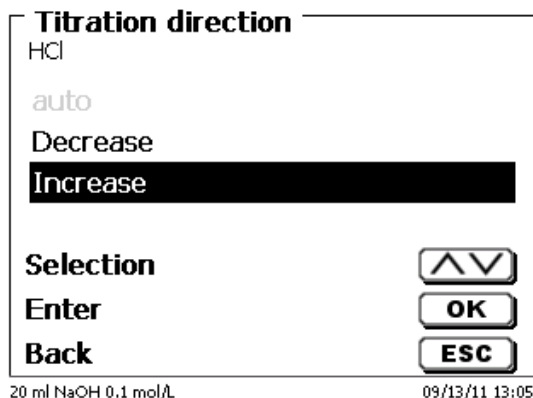 Titration direction
HCl
auto
Decrease
Increase
Selection
Enter OK
Back ESC
20 ml NaOH 0.1 mol/L 09/13/11 13:05